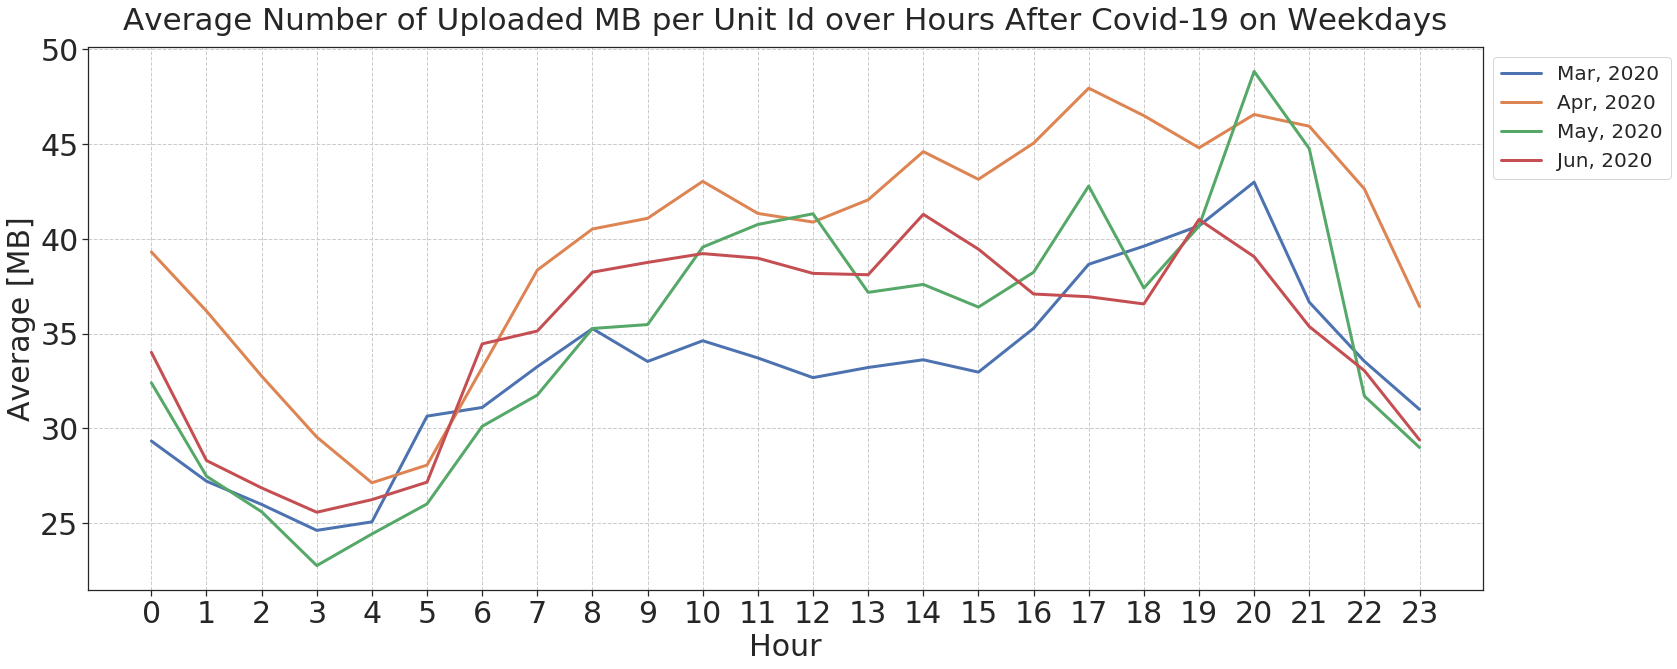 Average Number of Uploaded MB per Unit Id over Hours After Covid-19 on Weekdays
Mar, 2020
Apr, 2020
May, 2020
Jun, 2020
Average [MB]
50
45
40
35
30
25
0 1 2 3 4 5 6 7 8 9 10 11 12 13 14 15 16 17 18 19 20 21 22 23
Hour